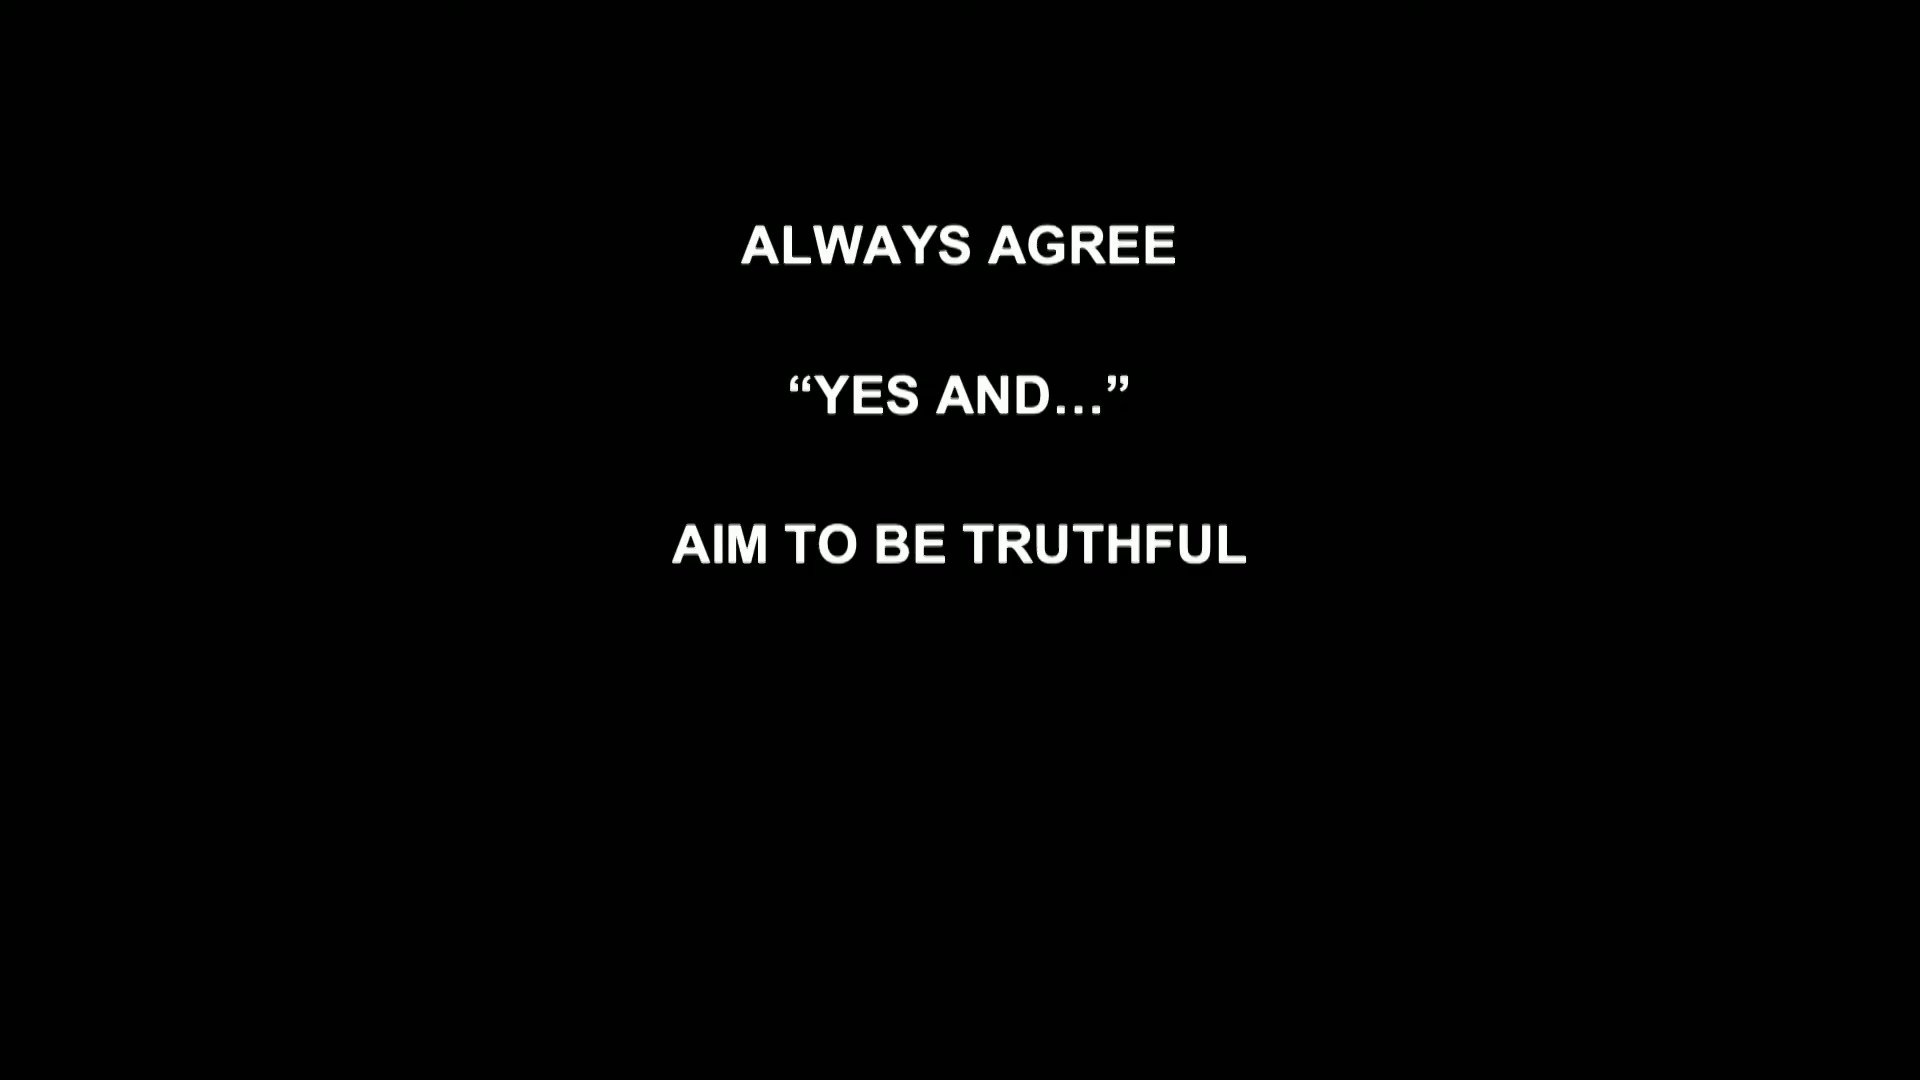 ALWAYS AGREE
“YES AND…”
AIM TO BE TRUTHFUL